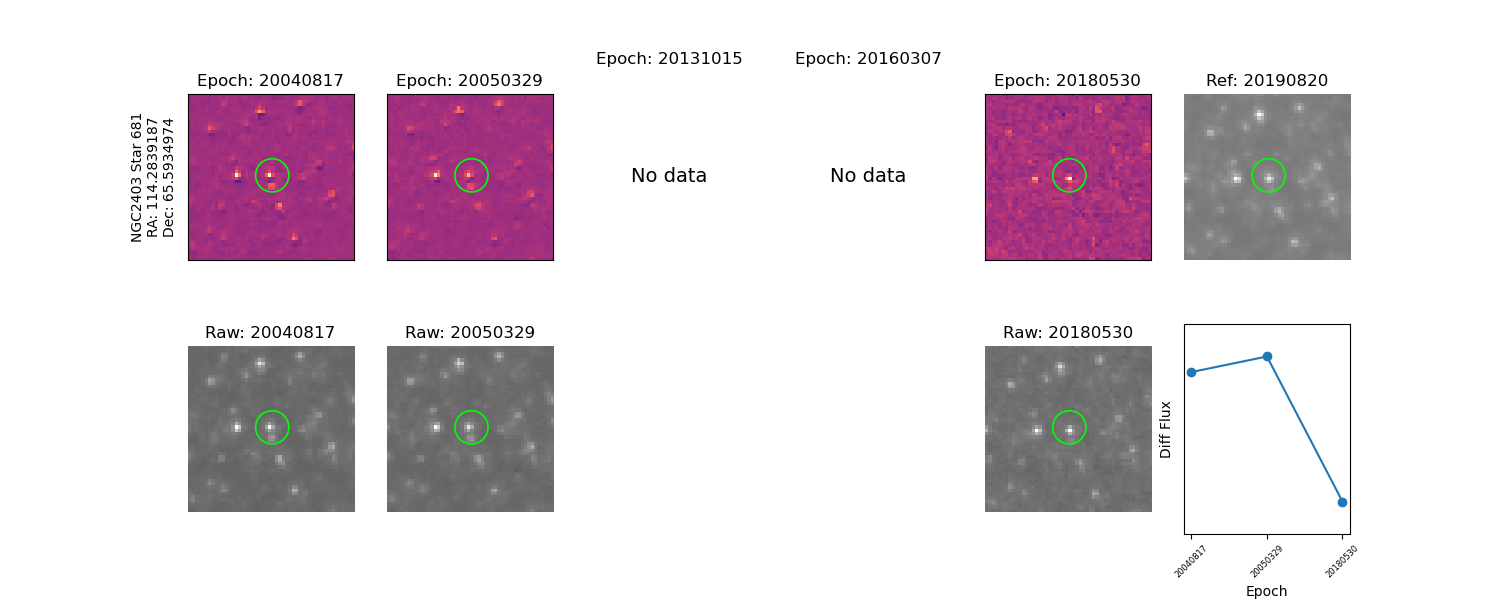 Epoch: 20040817
Epoch: 20050329
Epoch: 20131015
Epoch: 20160307
Epoch: 20180530
Ref: 20190820
NGC2403 Star 681
RA: 114.2839187
Dec: 65.5934974
No data
No data
Raw: 20040817
Raw: 20050329
Raw: 20180530
Diff Flux
20040817
20050329
20180530
Epoch